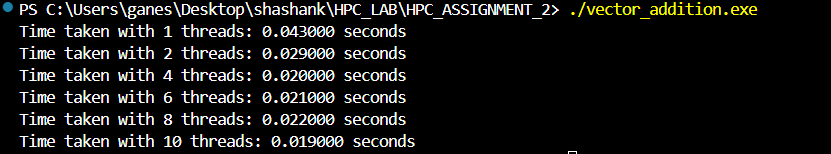 PS C:\Users\ganes\Desktop\shashank\HPC_LAB\HPC_ASSIGNMENT_2> ./vector_addition.exe
Time taken with 1 threads: 0.043000 seconds
Time taken with 2 threads: 0.029000 seconds
Time taken with 4 threads: 0.020000 seconds
Time taken with 6 threads: 0.021000 seconds
Time taken with 8 threads: 0.022000 seconds
Time taken with 10 threads: 0.019000 seconds